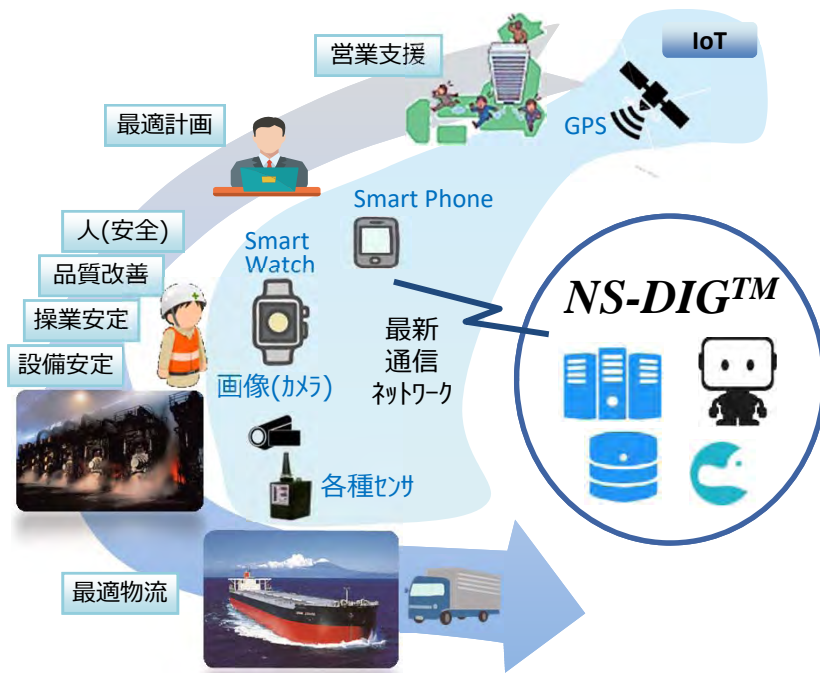 営業支援
IoT
GPS
最適計画
Smart Phone
人(安全)
Smart
Watch
品質改善
操業安定
設備安定
NS-DIG™
最新
通信
ﾈｯﾄﾜｰｸ
画像(ｶﾒﾗ)
各種ｾﾝｻ
最適物流